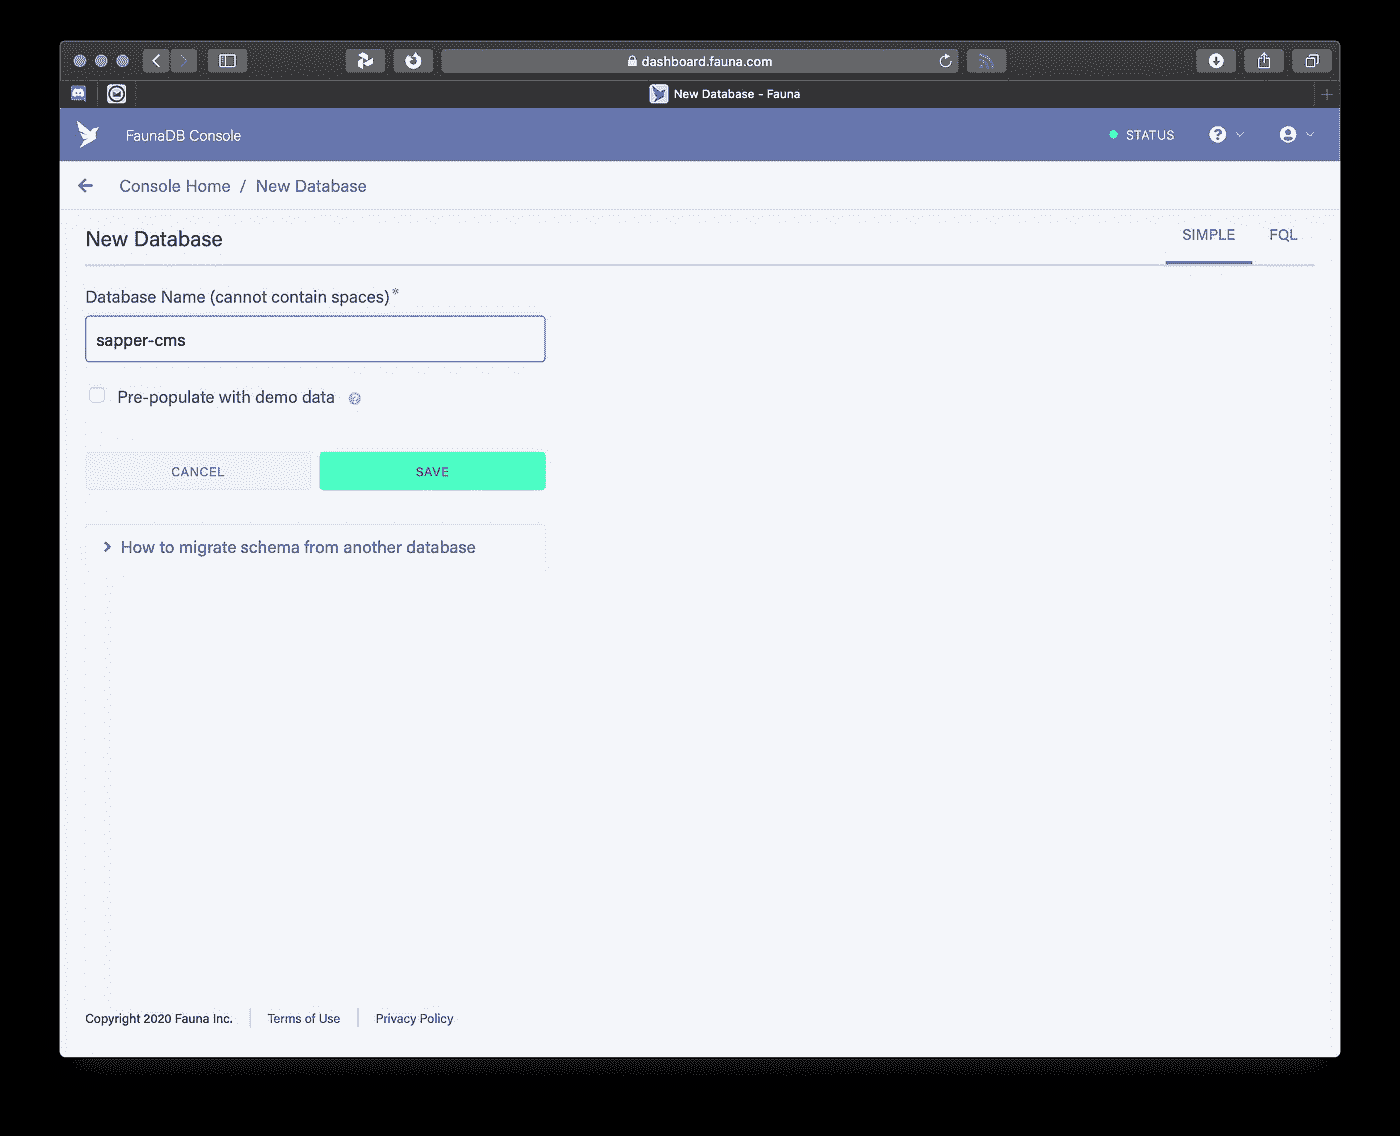 dashboard.fauna.com
New Database - Fauna
FaunaDB Console
STATUS
Console Home / New Database
New Database
SIMPLE FQL
Database Name (cannot contain spaces)*
sapper-cms
Pre-populate with demo data
CANCEL SAVE
How to migrate schema from another database
Copyright 2020 Fauna Inc. Terms of Use Privacy Policy